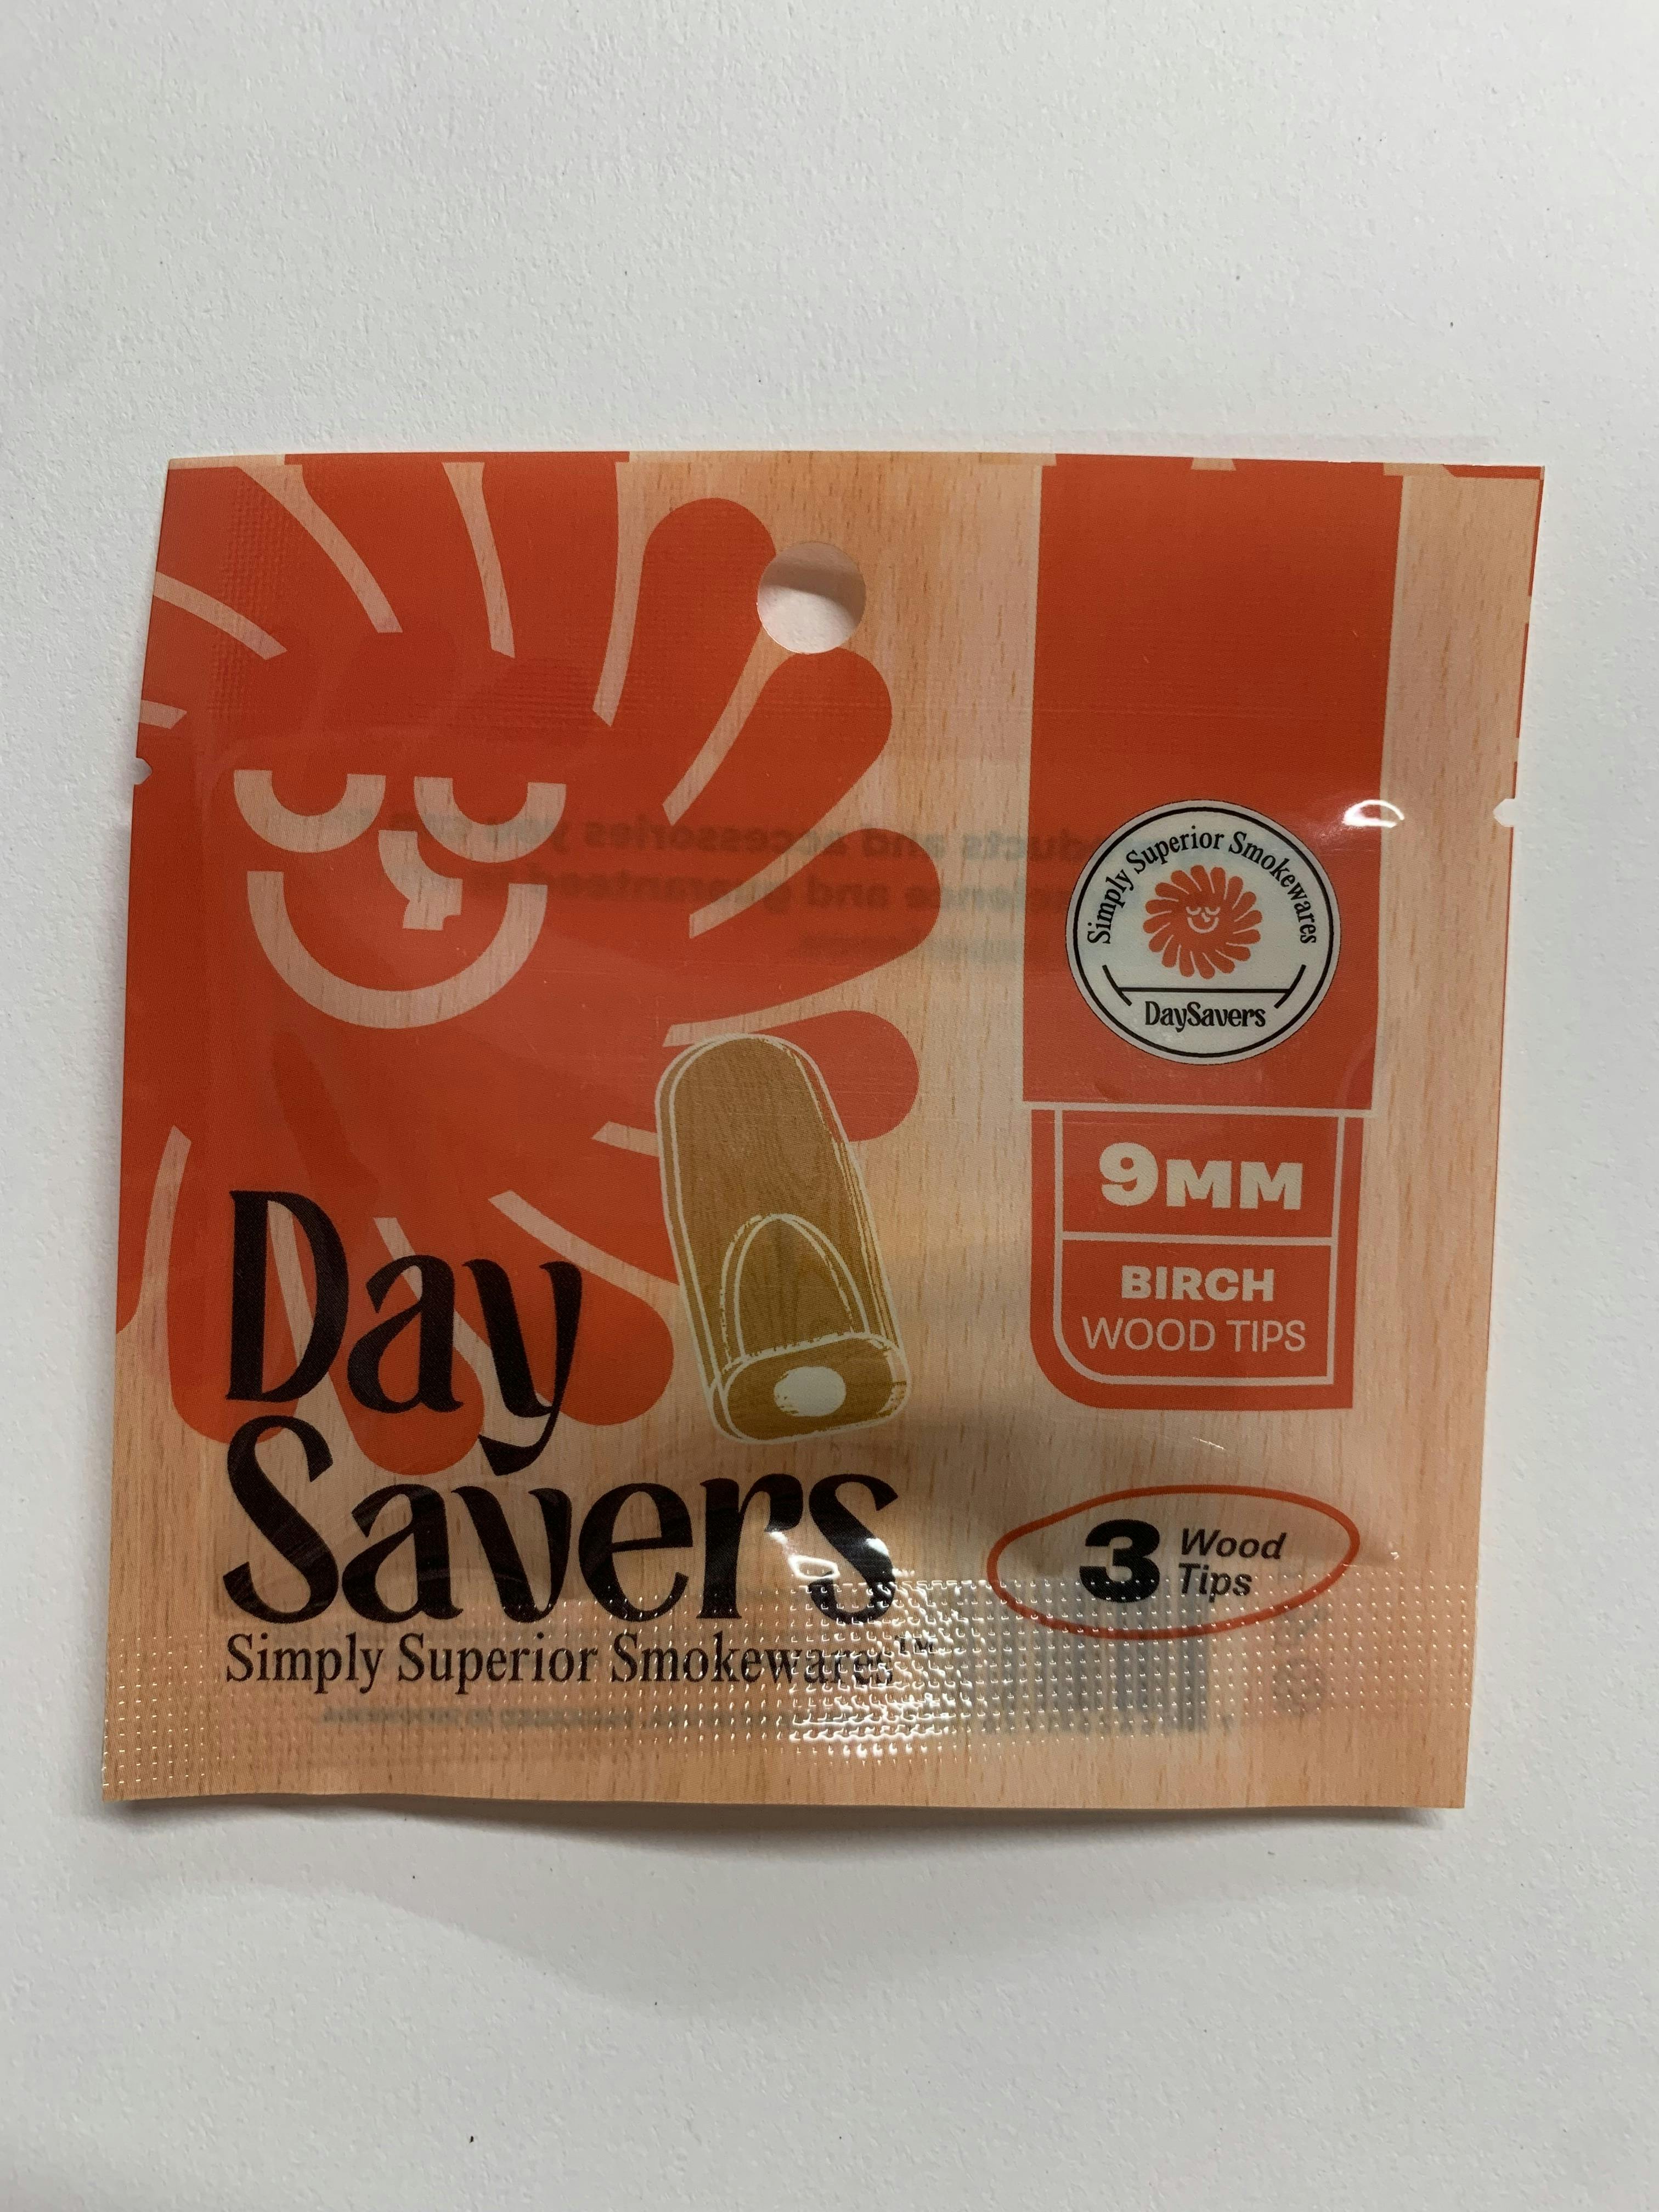 Simply Superior Smokewares
DaySavers
9MM
BIRCH
WOOD TIPS
Day
Savers
Simply Superior Smokewares™
3 Wood
Tips